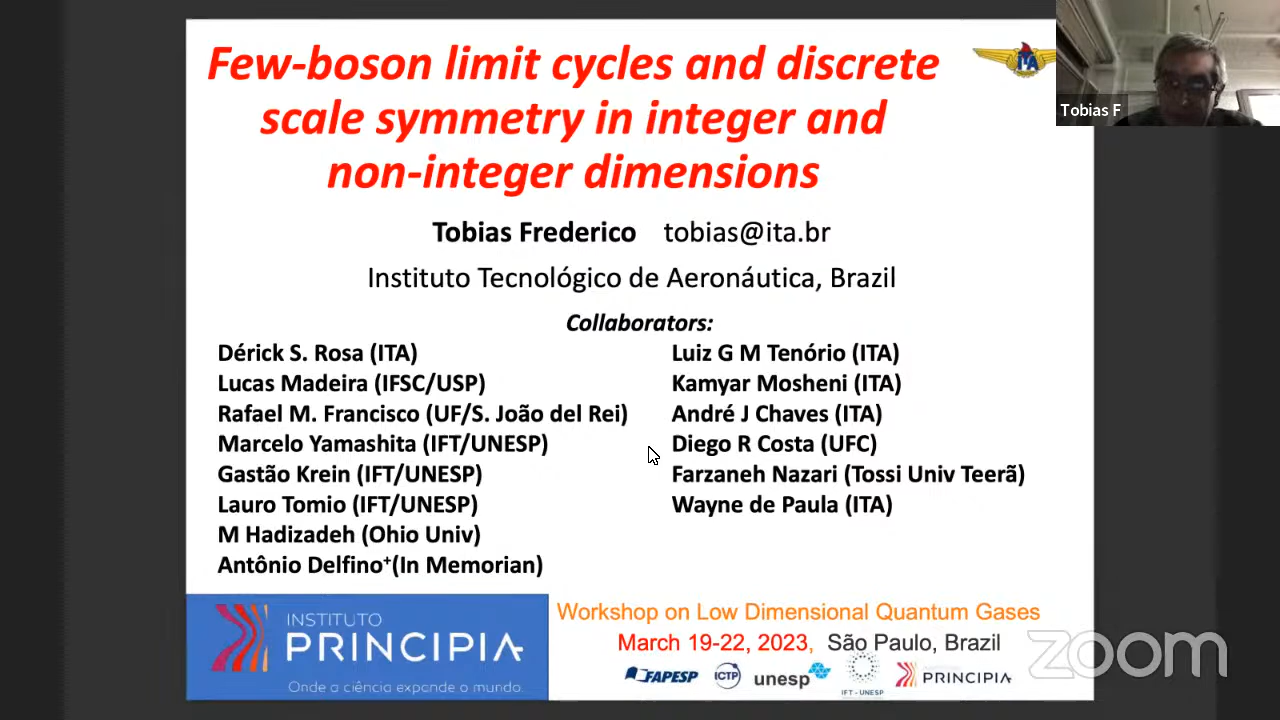 Few-boson limit cycles and discrete
scale symmetry in integer and
non-integer dimensions
ITA
Tobias F
Tobias Frederico tobias@ita.br
Instituto Tecnológico de Aeronáutica, Brazil
Collaborators:
Dérick S. Rosa (ITA)
Lucas Madeira (IFSC/USP)
Rafael M. Francisco (UF/S. João del Rei)
Marcelo Yamashita (IFT/UNESP)
Gastão Krein (IFT/UNESP)
Lauro Tomio (IFT/UNESP)
M Hadizadeh (Ohio Univ)
Antônio Delfino+(In Memorian)
Luiz G M Tenório (ITA)
Kamyar Mosheni (ITA)
André J Chaves (ITA)
Diego R Costa (UFC)
Farzaneh Nazari (Tossi Univ Teerã)
Wayne de Paula (ITA)
INSTITUTO
PRINCIPIA
Onde a ciência expande o mundo
Workshop on Low Dimensional Quantum Gases
March 19-22, 2023, São Paulo, Brazil
FAPESP ICTP unesp IFT - UNESP PRINCIPIA
zoom